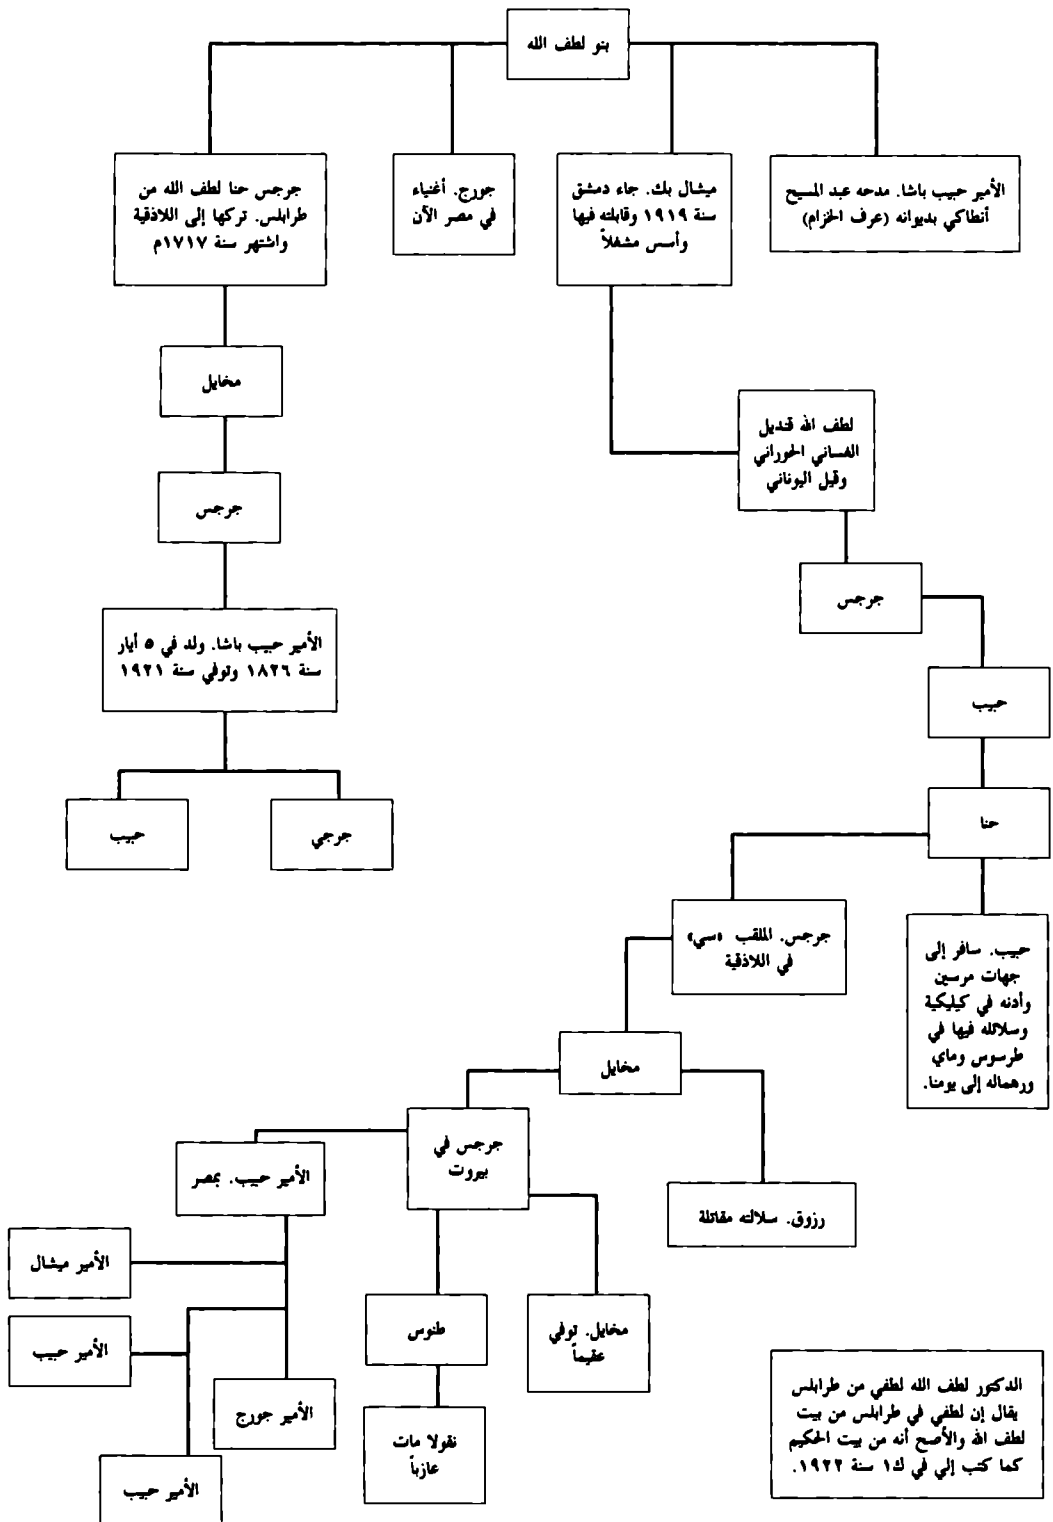 بنو لطف الله
الأمير حبيب باشا. مدحه عبد المسيح
أنطاكي بديوانه (عرف الخزام)
ميشال بك. جاء دمشق
سنة ١٩١٩ وقابلته فيها
وأسس مشغلاً
جورج. أغنياء
في مصر الآن
جرجس حنا لطف الله من
طرابلس. تركها إلى اللاذقية
واشتهر سنة ١٧١٧م
مخايل
جرجس
الأمير حبيب باشا. ولد في ٥ أيار
سنة ١٨٢٦ وتوفي سنة ١٩٢١
جرجي
حبيب
لطف الله قنديل
الغساني الحوراني
وقيل اليوناني
جرجس
حبيب
حنا
حبيب. سافر إلى
جهات مرسين
وأدنه في كيليكية
وسلائله فيها في
طرسوس وماي
ورهماله إلى يومنا.
جرجس. الملقب «سي»
في اللاذقية
مخايل
رزوق. سلالته مقاتلة
جرجس في
بيروت
مخايل. توفي
عقيماً
طنوس
نقولا مات
عازباً
الأمير حبيب. بمصر
الأمير ميشال
الأمير حبيب
الأمير جورج
الأمير حبيب
الدكتور لطف الله لطفي من طرابلس
يقال إن لطفي في طرابلس من بيت
لطف الله والأصح أنه من بيت الحكيم
كما كتب إلي في ك١ سنة ١٩٢٢.